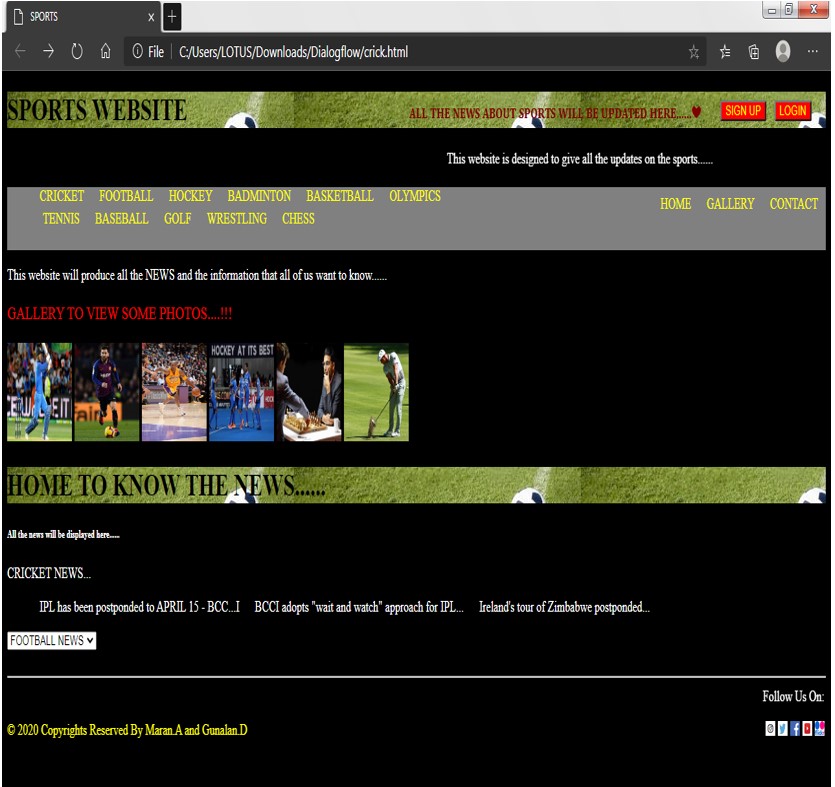 SPORTS
File C:/Users/LOTUS/Downloads/Dialogflow/crick.html
SPORTS WEBSITE
ALL THE NEWS ABOUT SPORTS WILL BE UPDATED HERE......♥
SIGN UP LOGIN
This website is designed to give all the updates on the sports......
CRICKET FOOTBALL HOCKEY BADMINTON BASKETBALL OLYMPICS
HOME GALLERY CONTACT
TENNIS BASEBALL GOLF WRESTLING CHESS
This website will produce all the NEWS and the information that all of us want to know......
GALLERY TO VIEW SOME PHOTOS....!!!
HOCKEY AT ITS BEST
HOME TO KNOW THE NEWS......
All the news will be displayed here......
CRICKET NEWS...
IPL has been postponded to APRIL 15 - BCC...I BCCI adopts "wait and watch" approach for IPL... Ireland's tour of Zimbabwe postponed...
FOOTBALL NEWS
Follow Us On:
© 2020 Copyrights Reserved By Maran.A and Gunalan.D